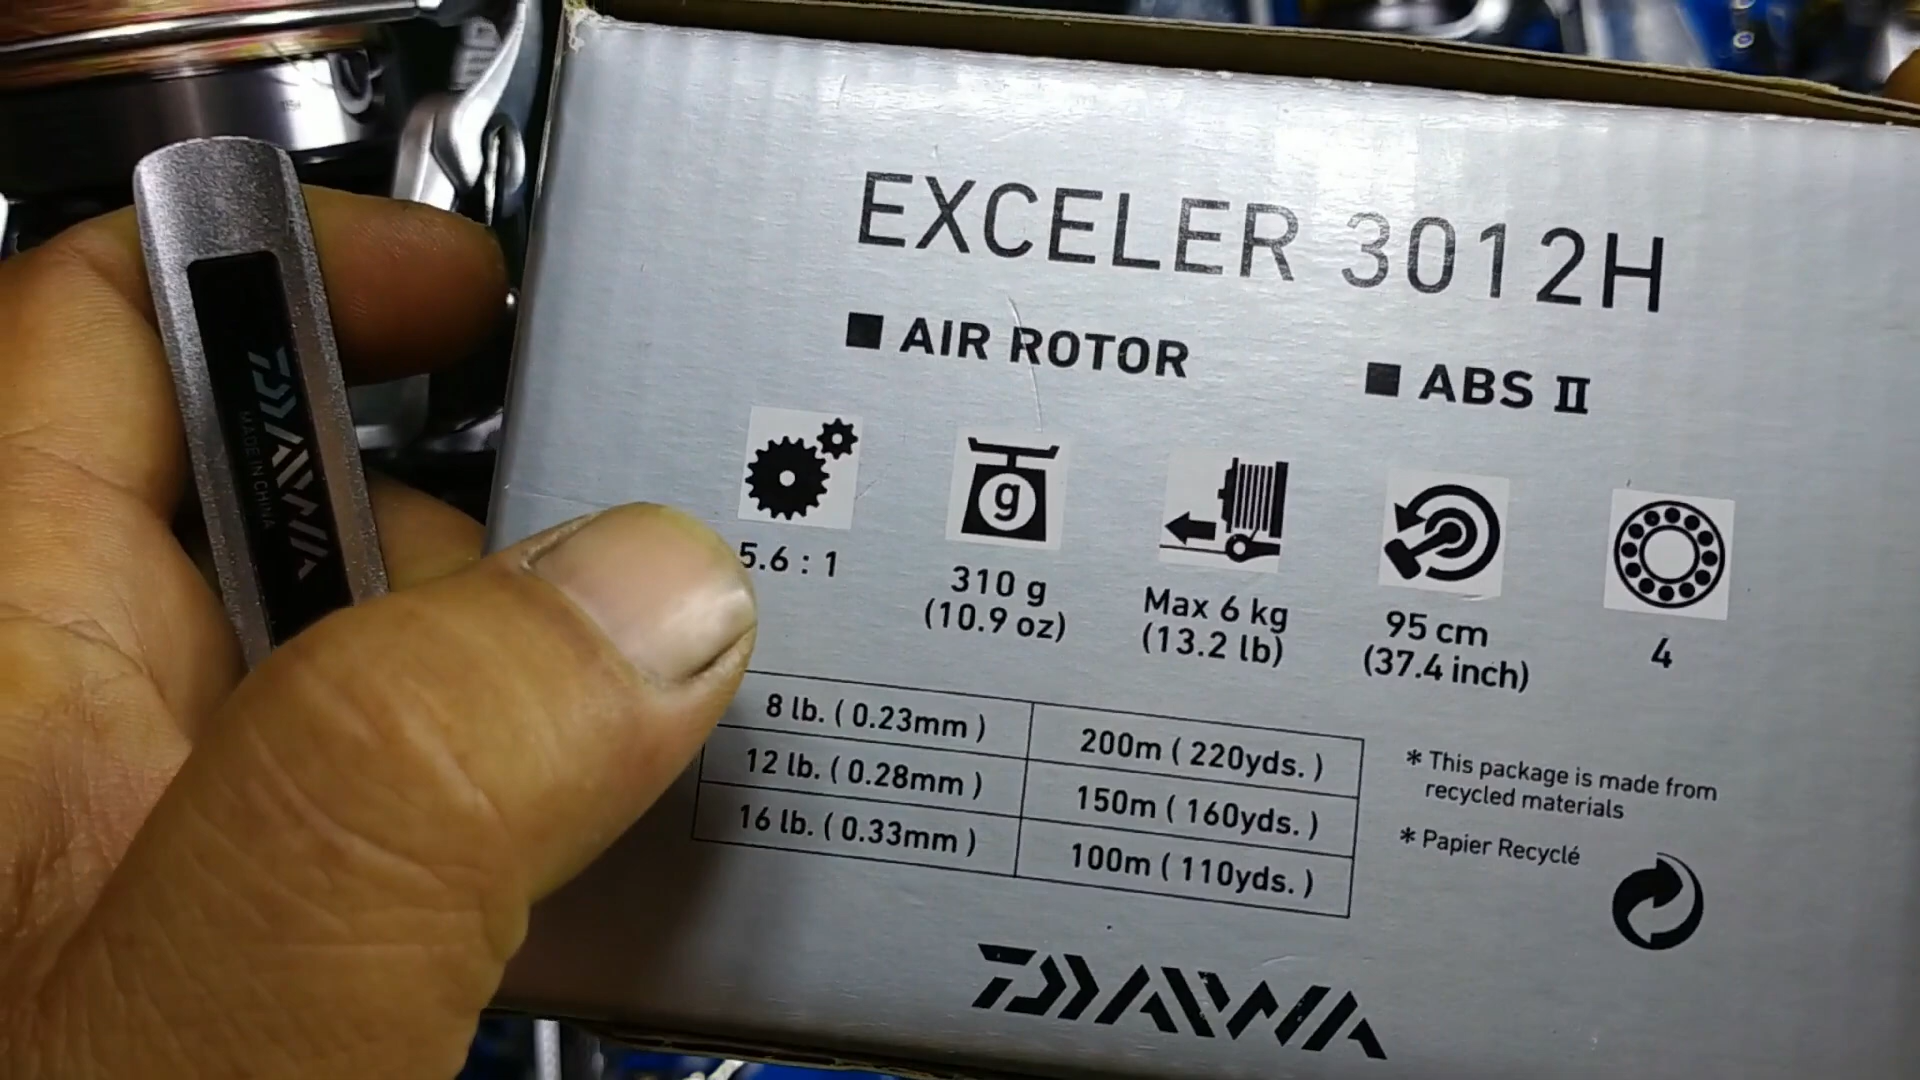 EXCELER 3012H
■ AIR ROTOR
■ ABS II
g
5.6 : 1
310 g
(10.9 oz)
Max 6 kg
(13.2 lb)
95 cm
(37.4 inch)
4
8 lb. ( 0.23mm ) 200m ( 220yds. )
12 lb. ( 0.28mm ) 150m ( 160yds. )
16 lb. ( 0.33mm ) 100m ( 110yds. )
* This package is made from
recycled materials
* Papier Recyclé
DAIWA
DAIWA
MADE IN CHINA